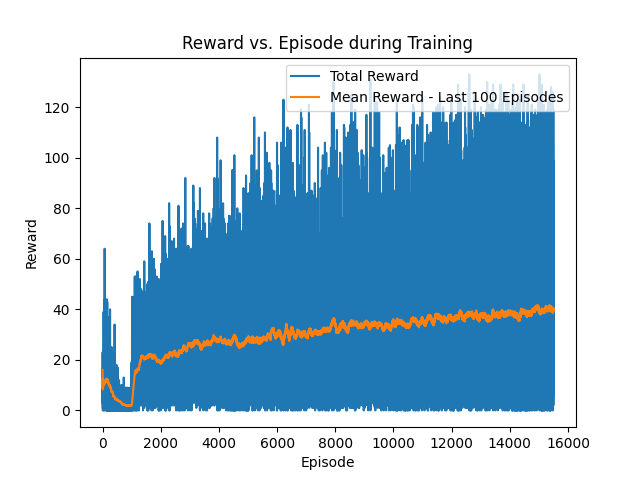 Reward vs. Episode during Training
Total Reward
Mean Reward - Last 100 Episodes
Reward
120
100
80
60
40
20
0
0 2000 4000 6000 8000 10000 12000 14000 16000
Episode